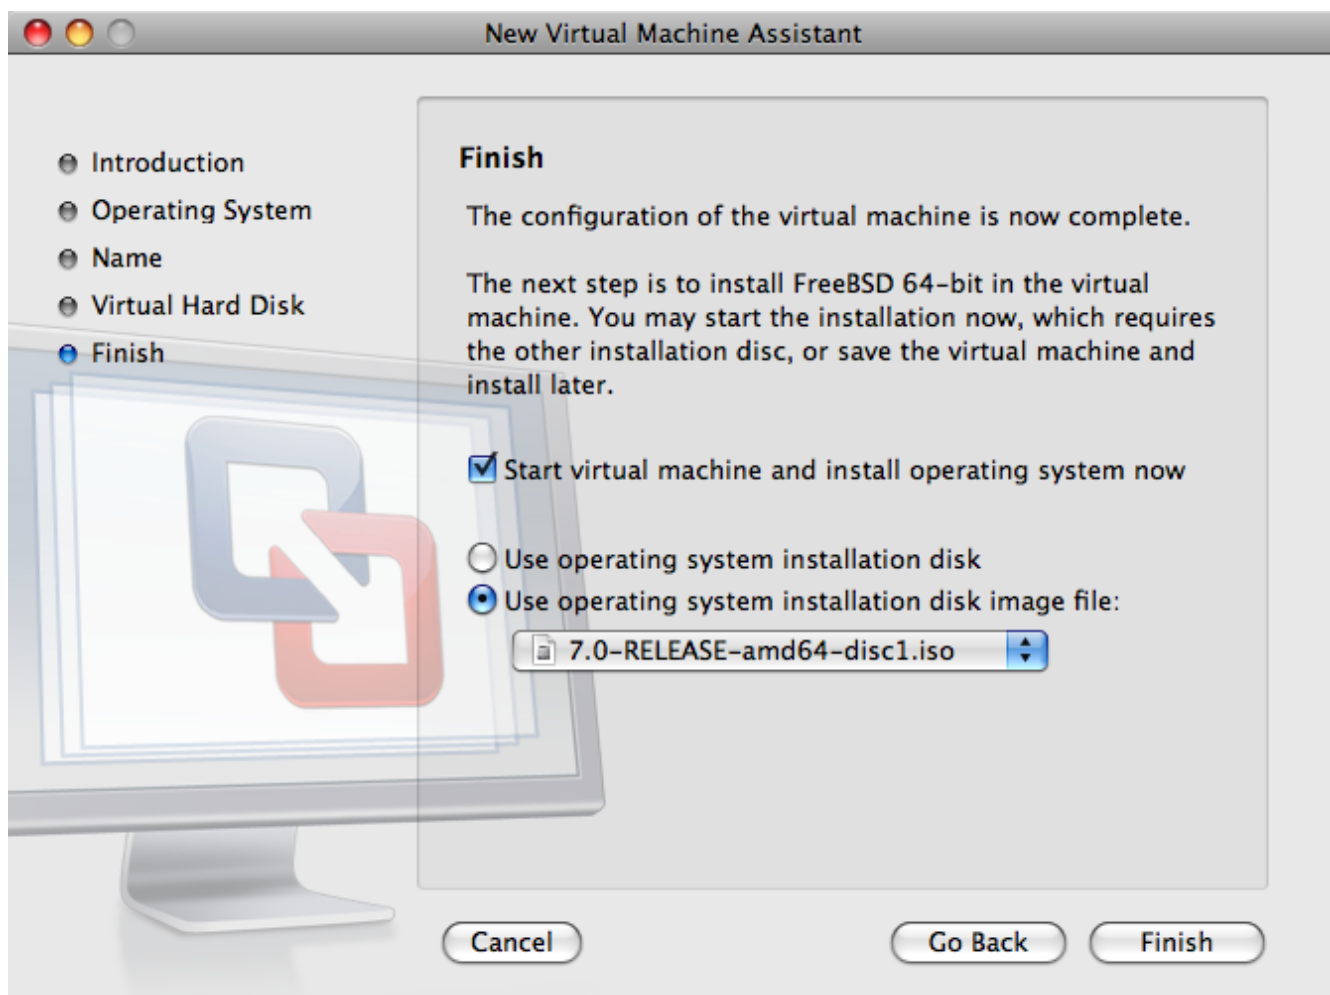 New Virtual Machine Assistant
Introduction
Operating System
Name
Virtual Hard Disk
Finish
Finish
The configuration of the virtual machine is now complete.
The next step is to install FreeBSD 64-bit in the virtual
machine. You may start the installation now, which requires
the other installation disc, or save the virtual machine and
install later.
Start virtual machine and install operating system now
Use operating system installation disk
Use operating system installation disk image file:
7.0-RELEASE-amd64-disc1.iso
Cancel
Go Back
Finish